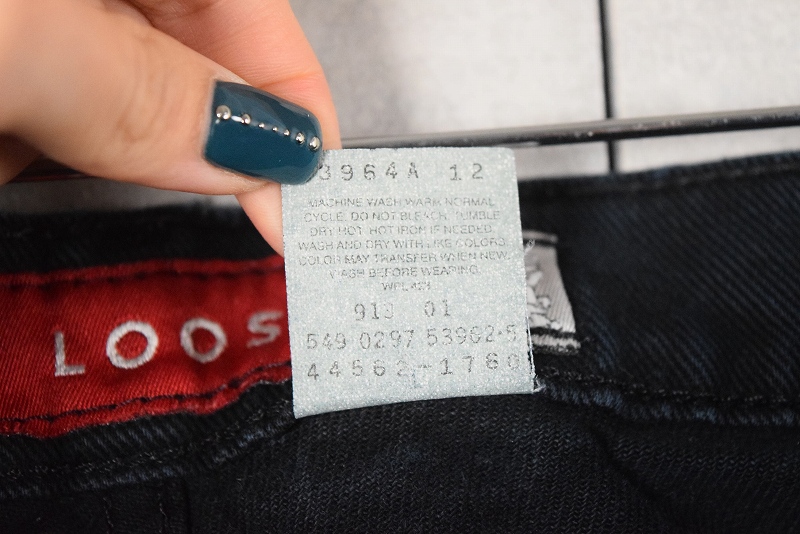 3964A 12
MACHINE WASH WARM NORMAL
CYCLE. DO NOT BLEACH. TUMBLE
DRY HOT. HOT IRON IF NEEDED.
WASH AND DRY WITH LIKE COLORS.
COLOR MAY TRANSFER WHEN NEW.
WASH BEFORE WEARING.
01
549 0297 53962-5
44562-1760
LOOS